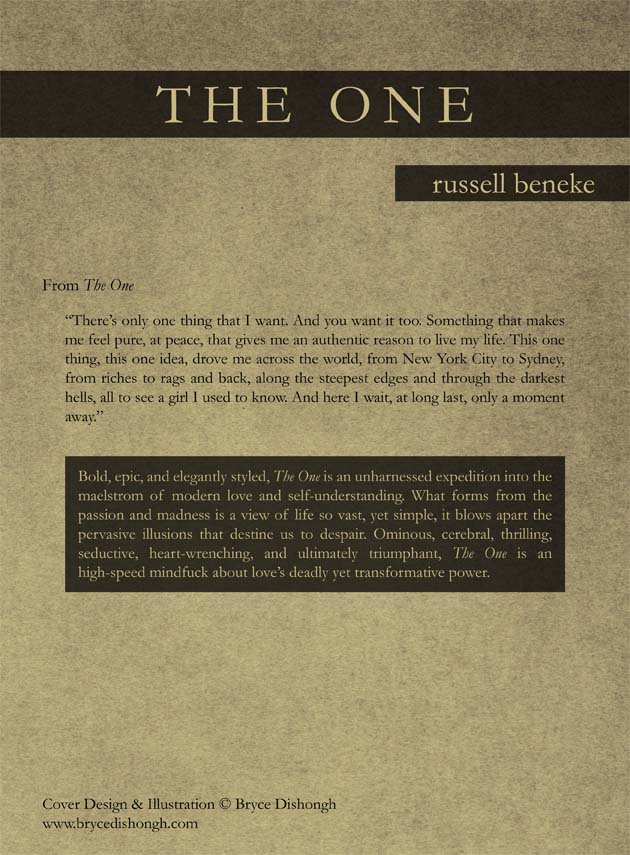 THE ONE
russell beneke
From The One
“There’s only one thing that I want. And you want it too. Something that makes
me feel pure, at peace, that gives me an authentic reason to live my life. This one
thing, this one idea, drove me across the world, from New York City to Sydney,
from riches to rags and back, along the steepest edges and through the darkest
hells, all to see a girl I used to know. And here I wait, at long last, only a moment
away.”
Bold, epic, and elegantly styled, The One is an unharnessed expedition into the
maelstrom of modern love and self-understanding. What forms from the
passion and madness is a view of life so vast, yet simple, it blows apart the
pervasive illusions that destine us to despair. Ominous, cerebral, thrilling,
seductive, heart-wrenching, and ultimately triumphant, The One is an
high-speed mindfuck about love’s deadly yet transformative power.
Cover Design & Illustration © Bryce Dishongh
www.brycedishongh.com